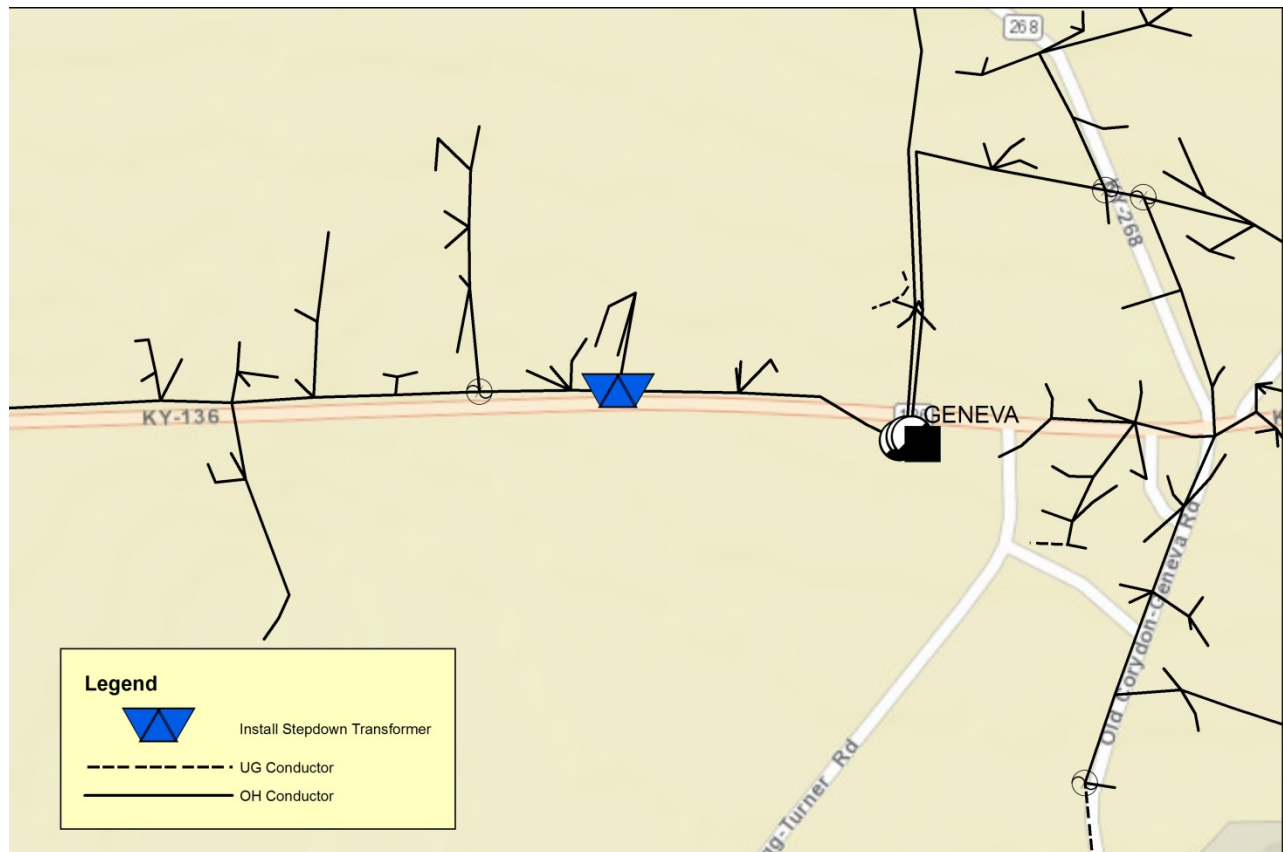 268
KY-268
KY-136
GENEVA
Old Corydon-Geneva Rd
-Turner Rd
Legend
Install Stepdown Transformer
UG Conductor
OH Conductor